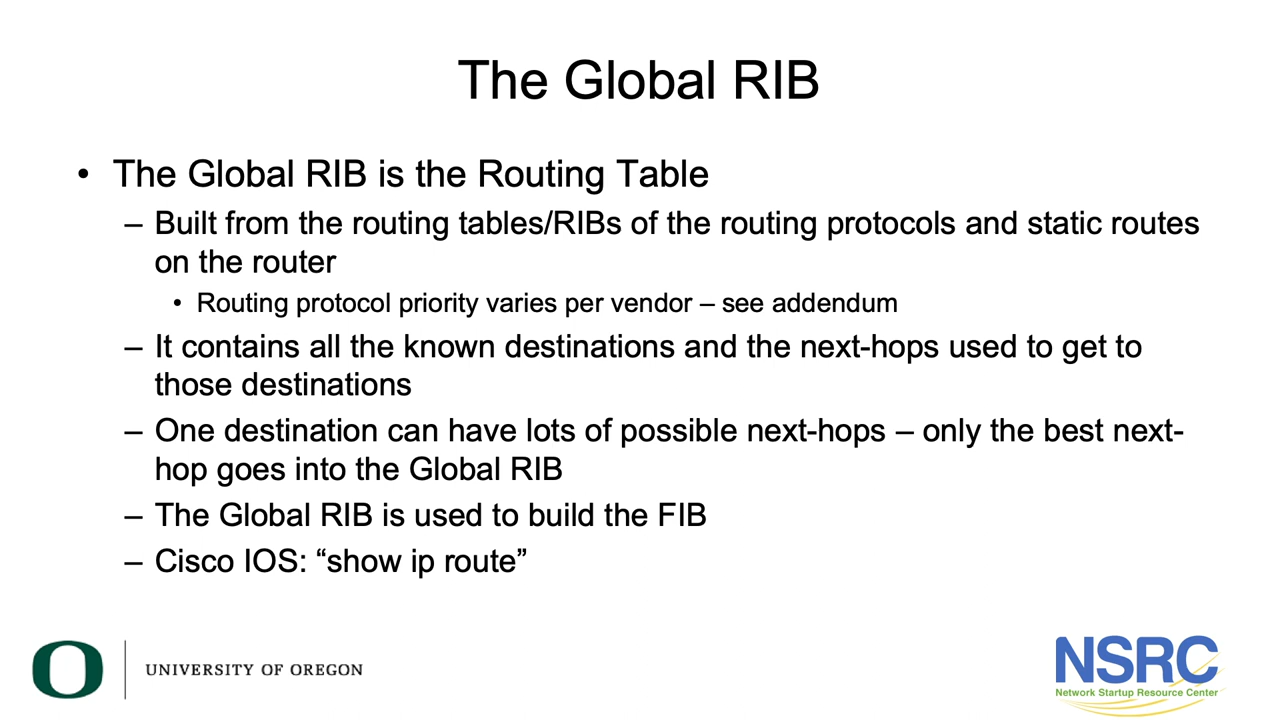 The Global RIB
• The Global RIB is the Routing Table
– Built from the routing tables/RIBs of the routing protocols and static routes
on the router
• Routing protocol priority varies per vendor – see addendum
– It contains all the known destinations and the next-hops used to get to
those destinations
– One destination can have lots of possible next-hops – only the best next-
hop goes into the Global RIB
– The Global RIB is used to build the FIB
– Cisco IOS: “show ip route”
O
UNIVERSITY OF OREGON
NSRC
Network Startup Resource Center